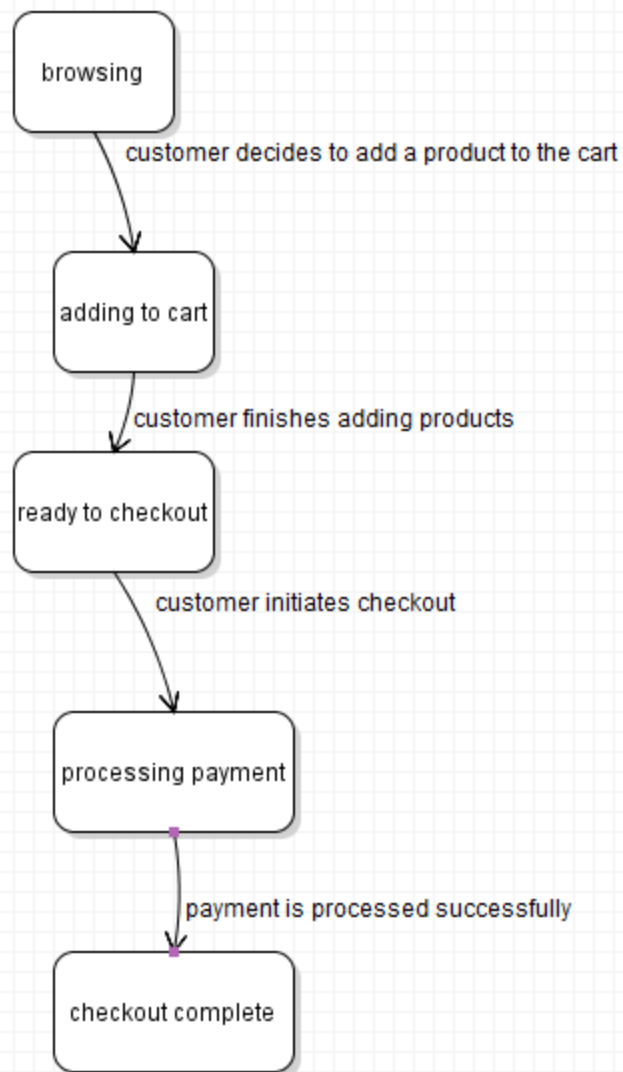 browsing
customer decides to add a product to the cart
adding to cart
customer finishes adding products
ready to checkout
customer initiates checkout
processing payment
payment is processed successfully
checkout complete